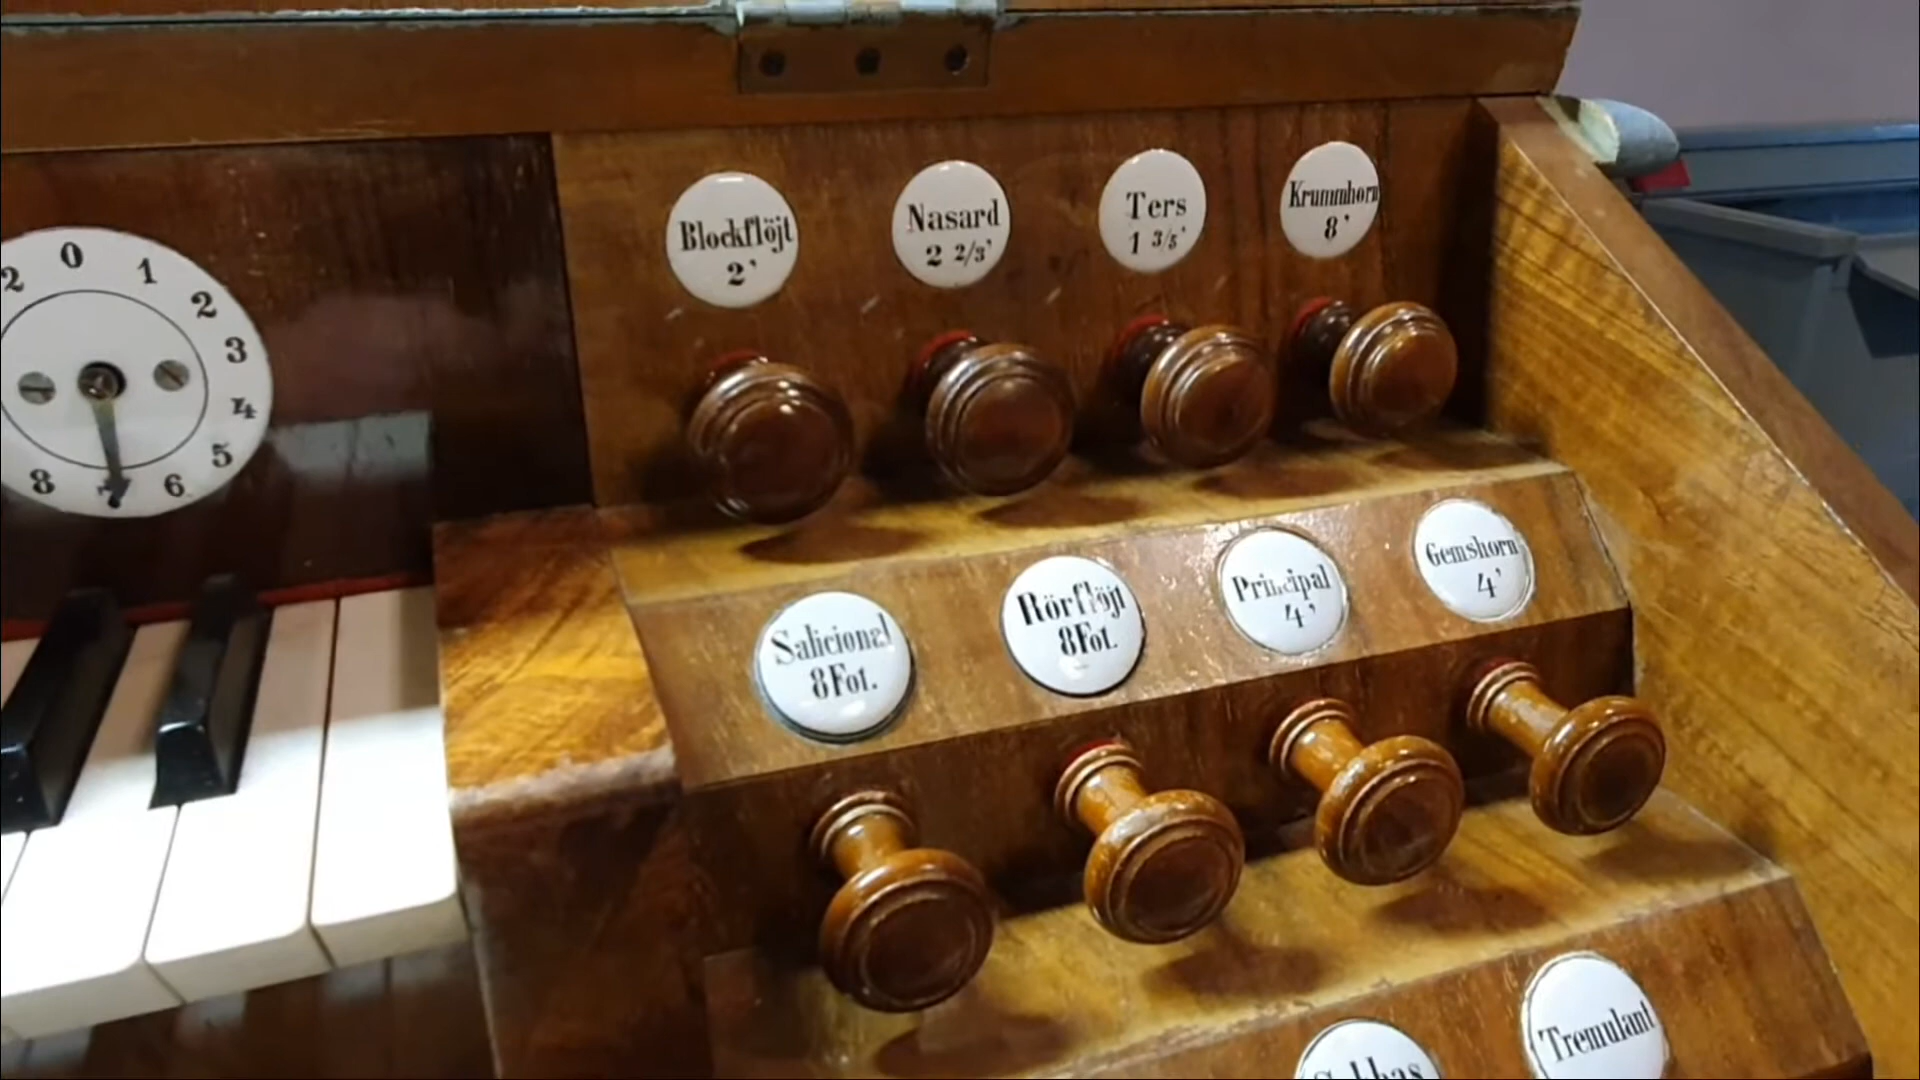 0
1
2
3
4
5
6
8
2
Blockflöjt
2'
Nasard
2 2/3'
Ters
1 3/5'
Krummhorn
8'
Salicional
8Fot.
Rörflöjt
8Fot.
Principal
4'
Gemshorn
4'
Tremulant